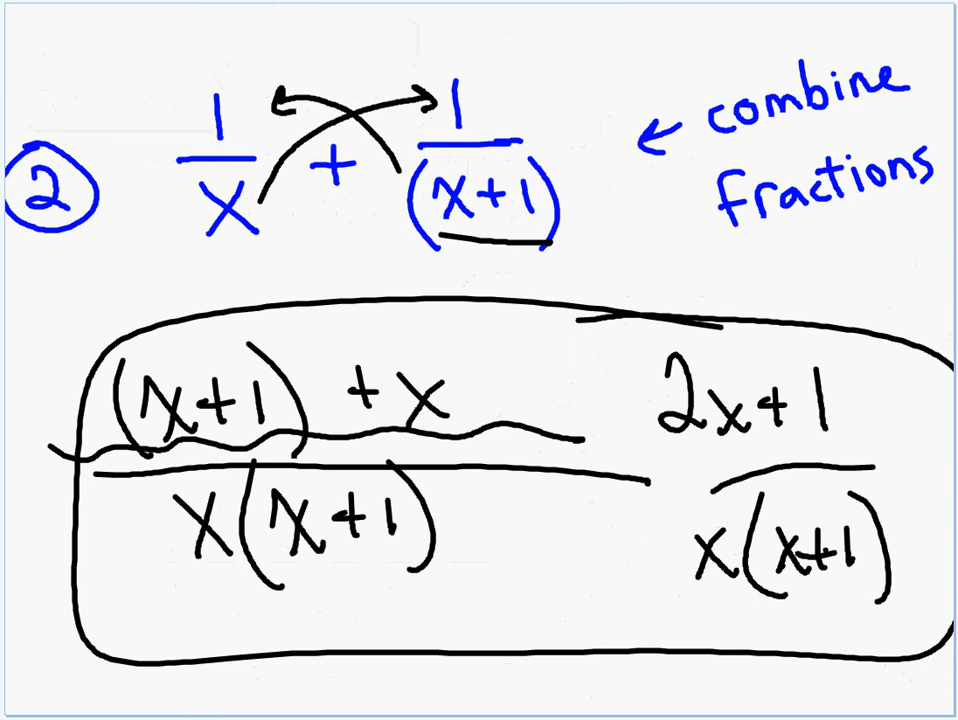 ② 1/x + 1/(x+1) ← combine fractions
(x+1) + x / x(x+1)
2x+1 / x(x+1)